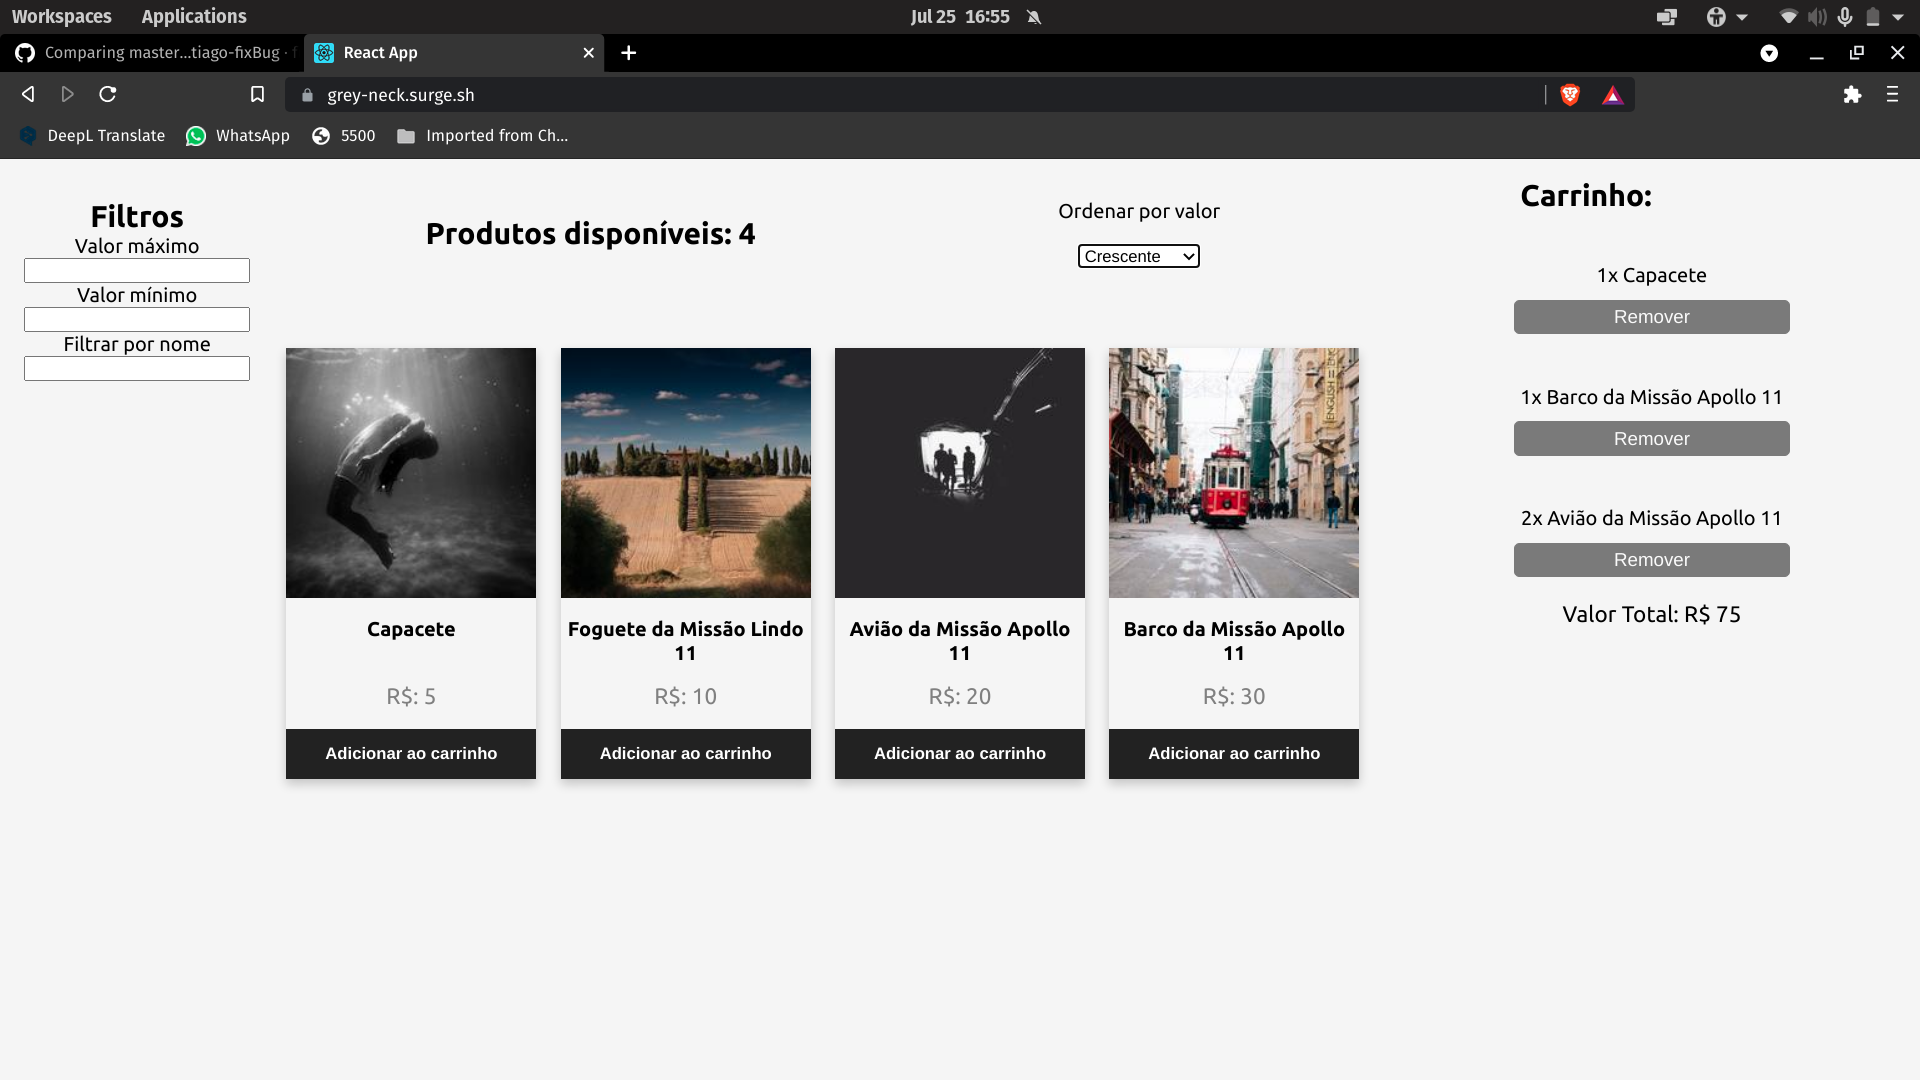 Workspaces Applications Jul 25 16:55
Comparing master...tiago-fixBug · f React App
grey-neck.surge.sh
DeepL Translate WhatsApp 5500 Imported from Ch...
Filtros
Valor máximo
Valor mínimo
Filtrar por nome
Produtos disponíveis: 4
Ordenar por valor
Crescente
ENGLISH = ENG
Capacete
R$: 5
Adicionar ao carrinho
Foguete da Missão Lindo
11
R$: 10
Adicionar ao carrinho
Avião da Missão Apollo
11
R$: 20
Adicionar ao carrinho
Barco da Missão Apollo
11
R$: 30
Adicionar ao carrinho
Carrinho:
1x Capacete
Remover
1x Barco da Missão Apollo 11
Remover
2x Avião da Missão Apollo 11
Remover
Valor Total: R$ 75